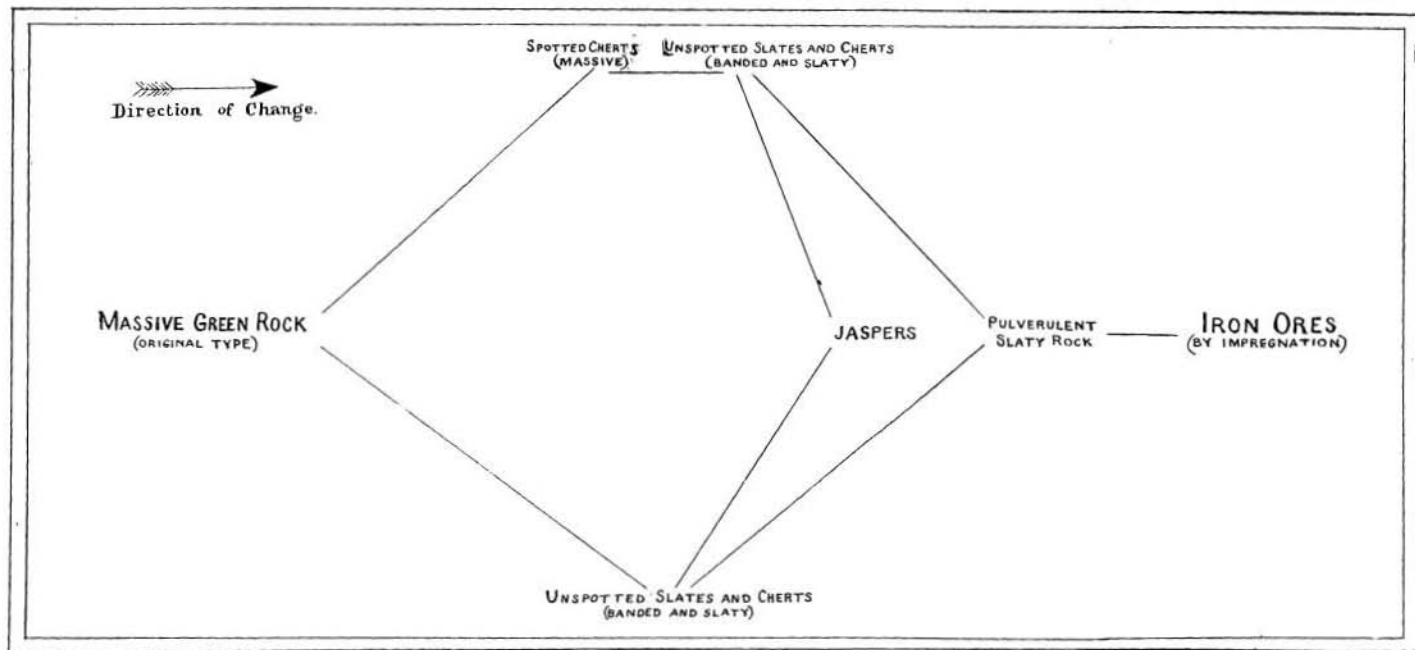 SPOTTED CHERTS
(MASSIVE)
UNSPOTTED SLATES AND CHERTS
(BANDED AND SLATY)
Direction of Change.
MASSIVE GREEN ROCK
(ORIGINAL TYPE)
JASPERS
PULVERULENT
SLATY ROCK
IRON ORES
(BY IMPREGNATION)
UNSPOTTED SLATES AND CHERTS
(BANDED AND SLATY)